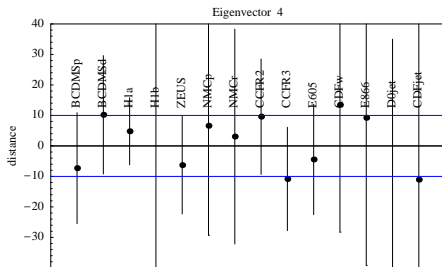 Eigenvector 4
40
30
20
10
0
−10
−20
−30
distance
BCDMSp
BCDMSd
H1a
H1b
ZEUS
NMCp
NMCr
CCFR2
CCFR3
E605
CDFw
E866
D0jet
CDFjet